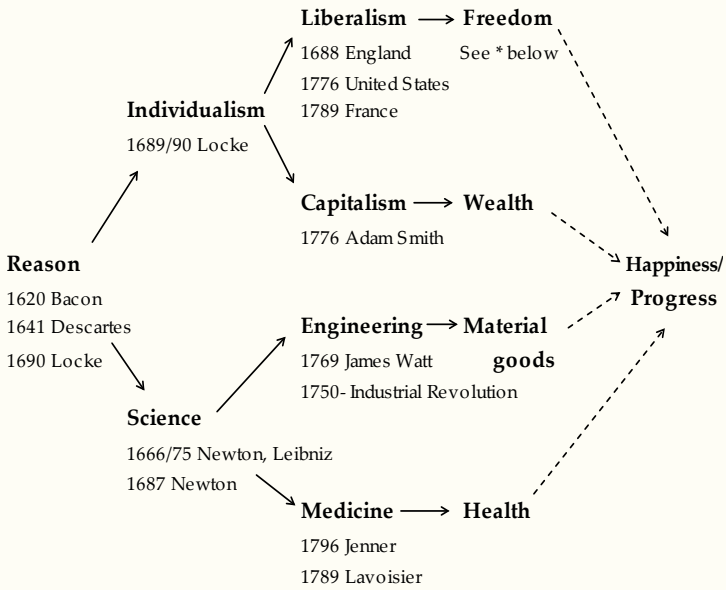 Liberalism
Freedom
1688 England
See * below
1776 United States
1789 France
Individualism
1689/90 Locke
Capitalism
Wealth
1776 Adam Smith
Reason
1620 Bacon
1641 Descartes
1690 Locke
Happiness/
Progress
Engineering
Material
goods
1769 James Watt
1750- Industrial Revolution
Science
1666/75 Newton, Leibniz
1687 Newton
Medicine
Health
1796 Jenner
1789 Lavoisier